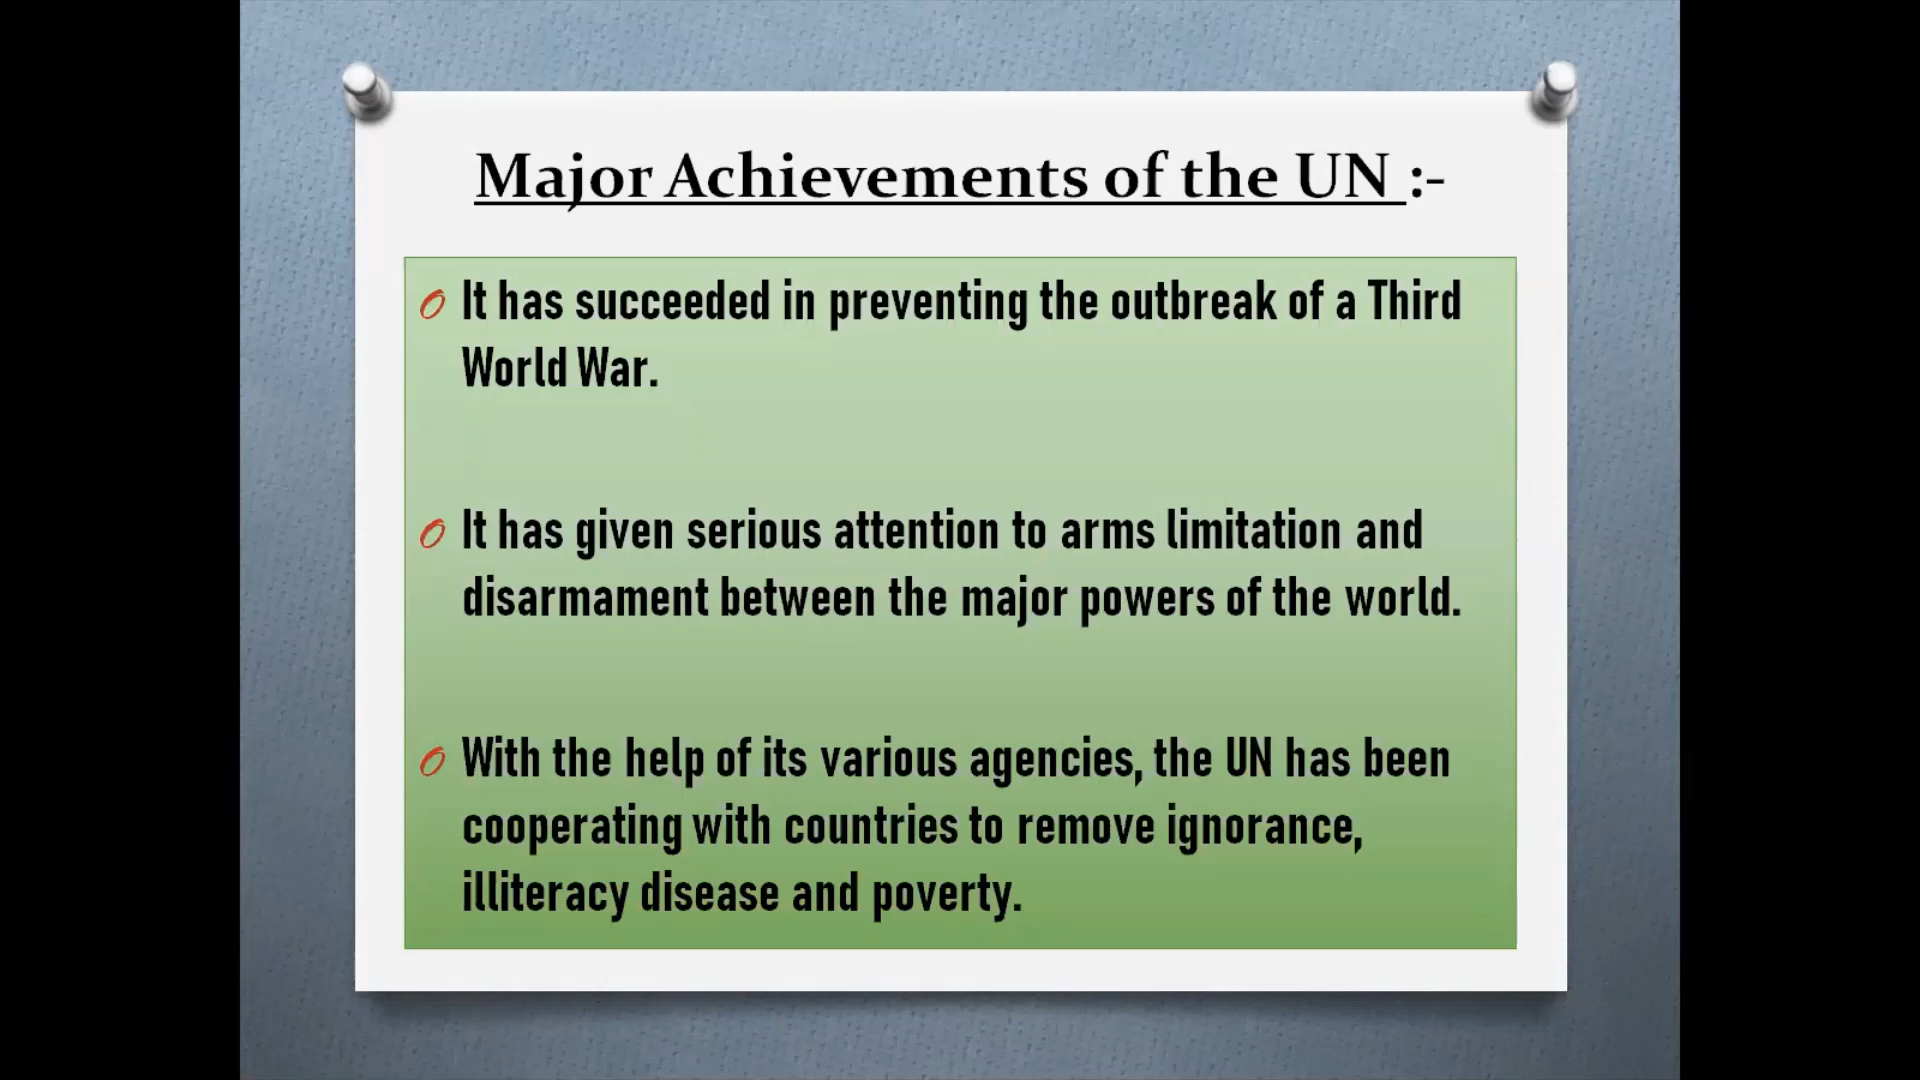 Major Achievements of the UN :-
It has succeeded in preventing the outbreak of a Third
World War.
It has given serious attention to arms limitation and
disarmament between the major powers of the world.
With the help of its various agencies, the UN has been
cooperating with countries to remove ignorance,
illiteracy disease and poverty.